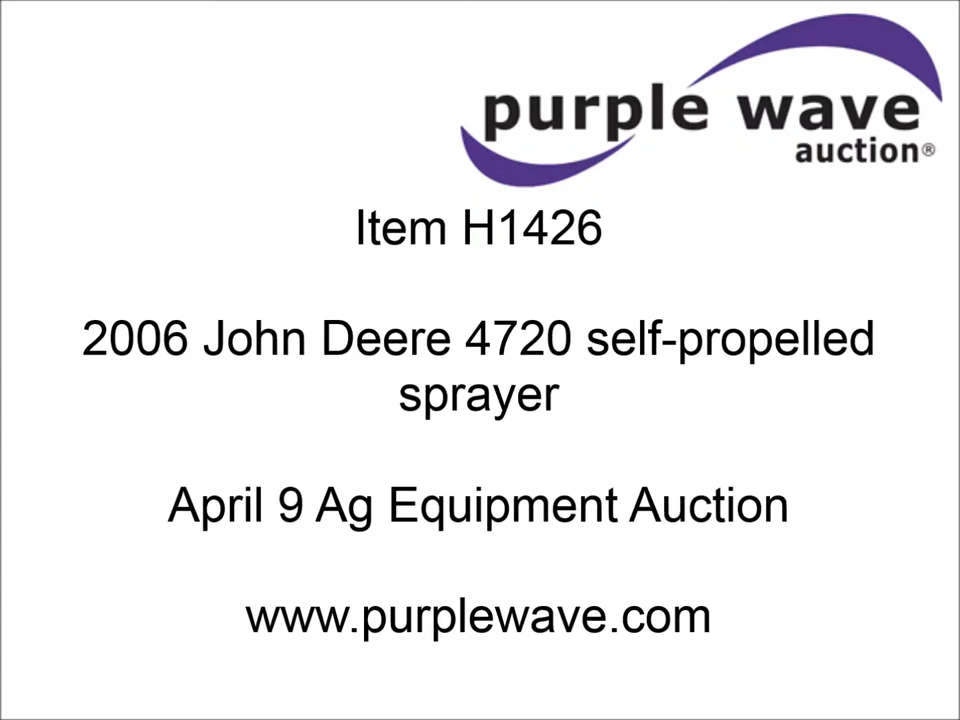 purple wave
auction®
Item H1426
2006 John Deere 4720 self-propelled
sprayer
April 9 Ag Equipment Auction
www.purplewave.com